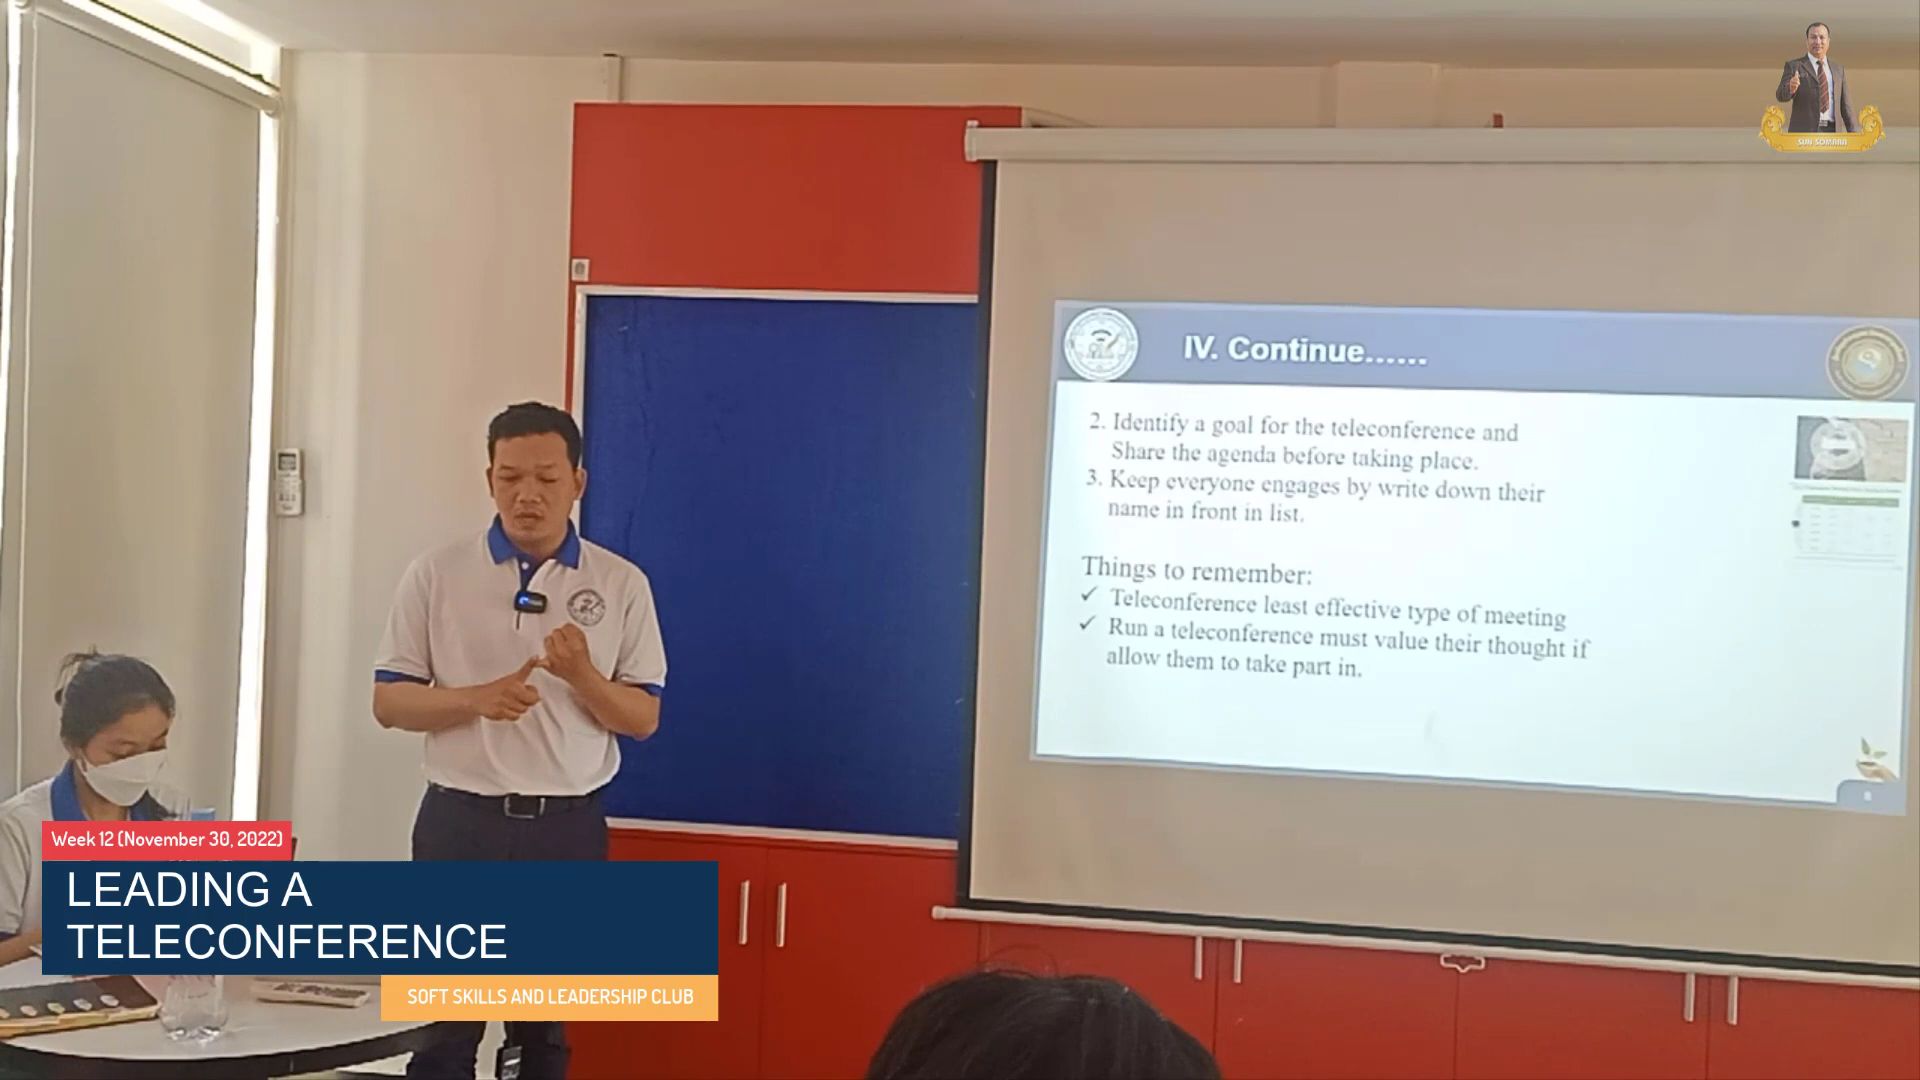 SUN SOMARA
IV. Continue......
2. Identify a goal for the teleconference and
Share the agenda before taking place.
3. Keep everyone engages by write down their
name in front in list.
Things to remember:
✓ Teleconference least effective type of meeting
✓ Run a teleconference must value their thought if
allow them to take part in.
8
Week 12 (November 30, 2022)
LEADING A
TELECONFERENCE
SOFT SKILLS AND LEADERSHIP CLUB